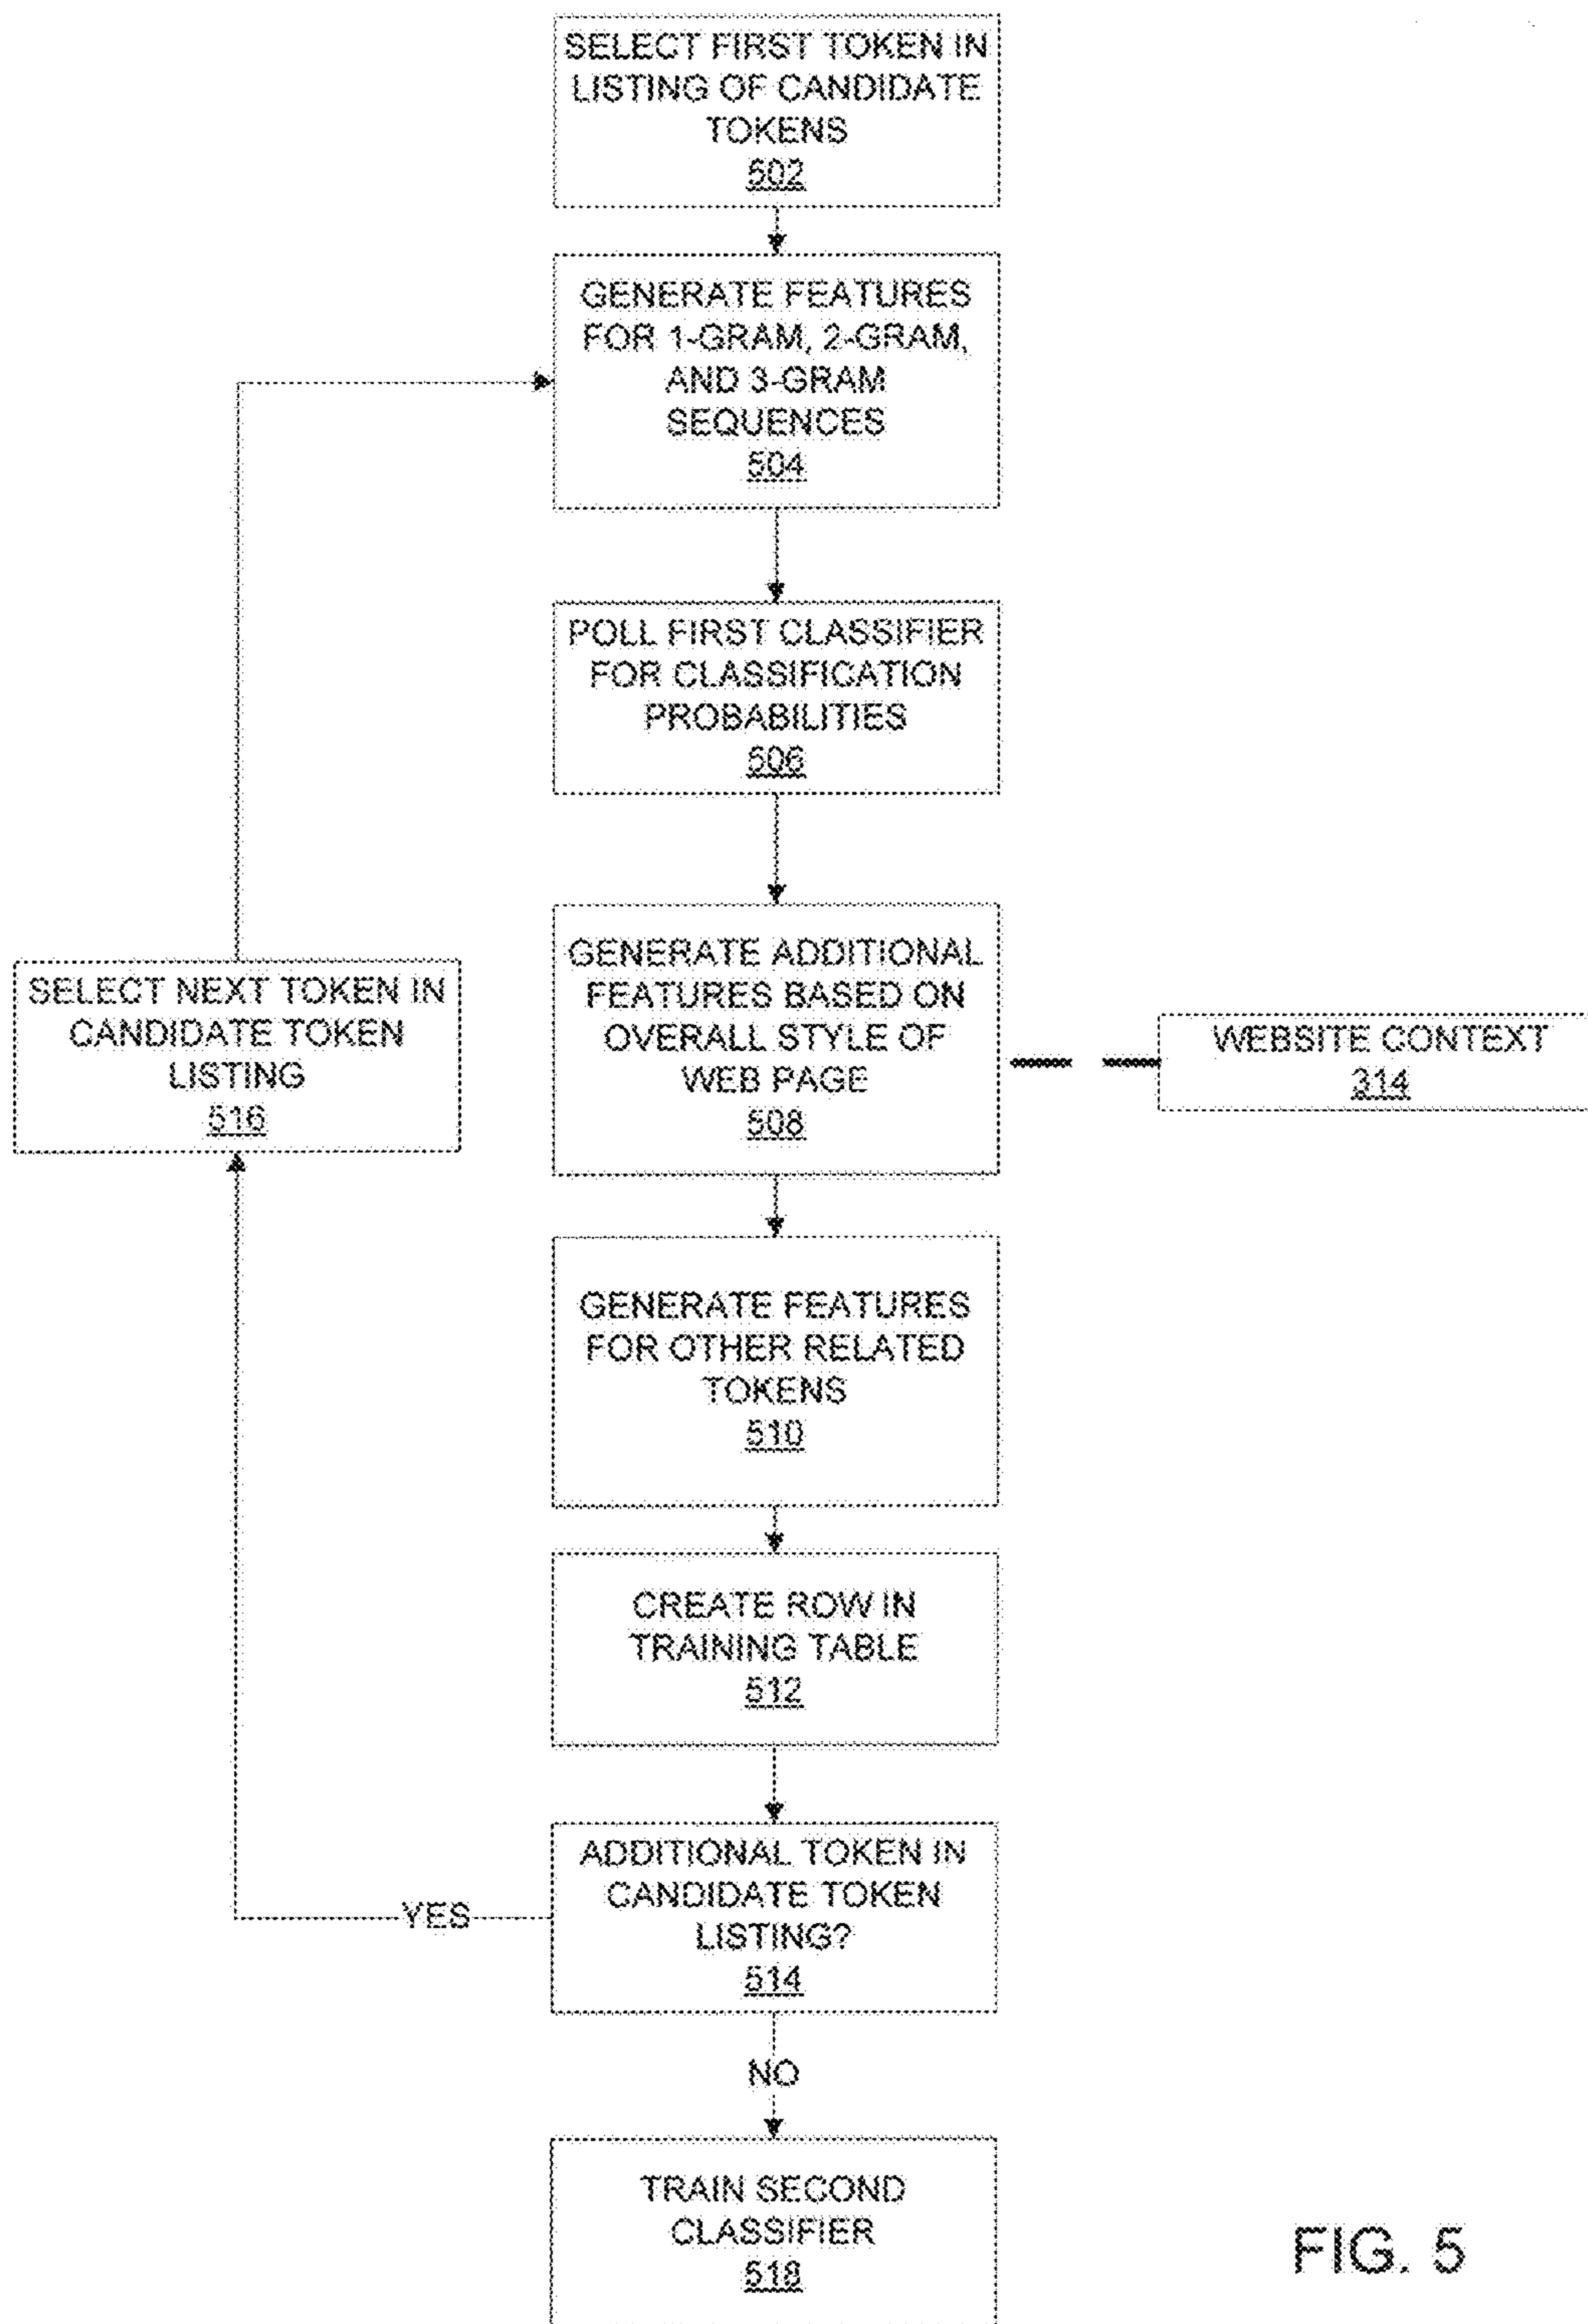 SELECT FIRST TOKEN IN
LISTING OF CANDIDATE
TOKENS
502
GENERATE FEATURES
FOR 1-GRAM, 2-GRAM,
AND 3-GRAM
SEQUENCES
504
POLL FIRST CLASSIFIER
FOR CLASSIFICATION
PROBABILITIES
506
GENERATE ADDITIONAL
FEATURES BASED ON
OVERALL STYLE OF
WEB PAGE
508
WEBSITE CONTEXT
314
SELECT NEXT TOKEN IN
CANDIDATE TOKEN
LISTING
516
GENERATE FEATURES
FOR OTHER RELATED
TOKENS
510
CREATE ROW IN
TRAINING TABLE
512
ADDITIONAL TOKEN IN
CANDIDATE TOKEN
LISTING?
514
YES
NO
TRAIN SECOND
CLASSIFIER
518
FIG. 5